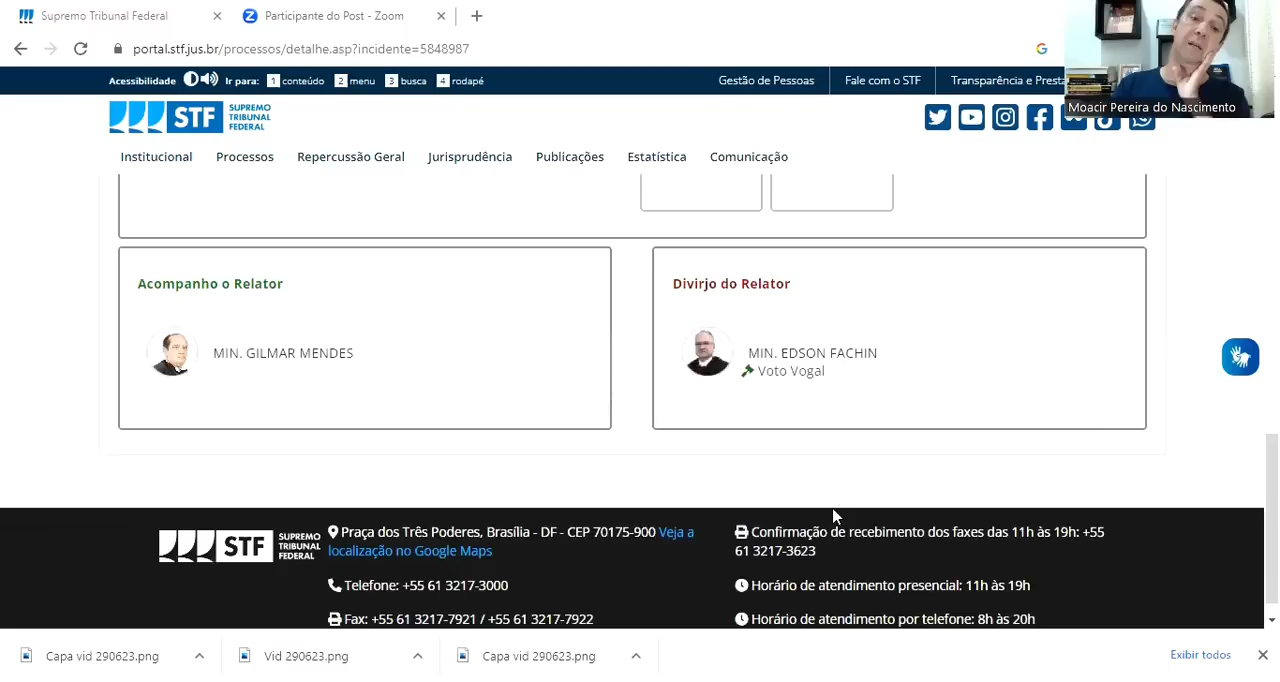 Supremo Tribunal Federal
Participante do Post - Zoom
portal.stf.jus.br/processos/detalhe.asp?incidente=5848987
Acessibilidade Ir para: 1 conteúdo 2 menu 3 busca 4 rodapé
Gestão de Pessoas Fale com o STF Transparência e Presta
Moacir Pereira do Nascimento
STF SUPREMO TRIBUNAL FEDERAL
Institucional Processos Repercussão Geral Jurisprudência Publicações Estatística Comunicação
Acompanho o Relator
MIN. GILMAR MENDES
Divirjo do Relator
MIN. EDSON FACHIN
Voto Vogal
STF SUPREMO TRIBUNAL FEDERAL
Praça dos Três Poderes, Brasília - DF - CEP 70175-900 Veja a
localização no Google Maps
Telefone: +55 61 3217-3000
Fax: +55 61 3217-7921 / +55 61 3217-7922
Confirmação de recebimento dos faxes das 11h às 19h: +55
61 3217-3623
Horário de atendimento presencial: 11h às 19h
Horário de atendimento por telefone: 8h às 20h
Capa vid 290623.png
Vid 290623.png
Capa vid 290623.png
Exibir todos